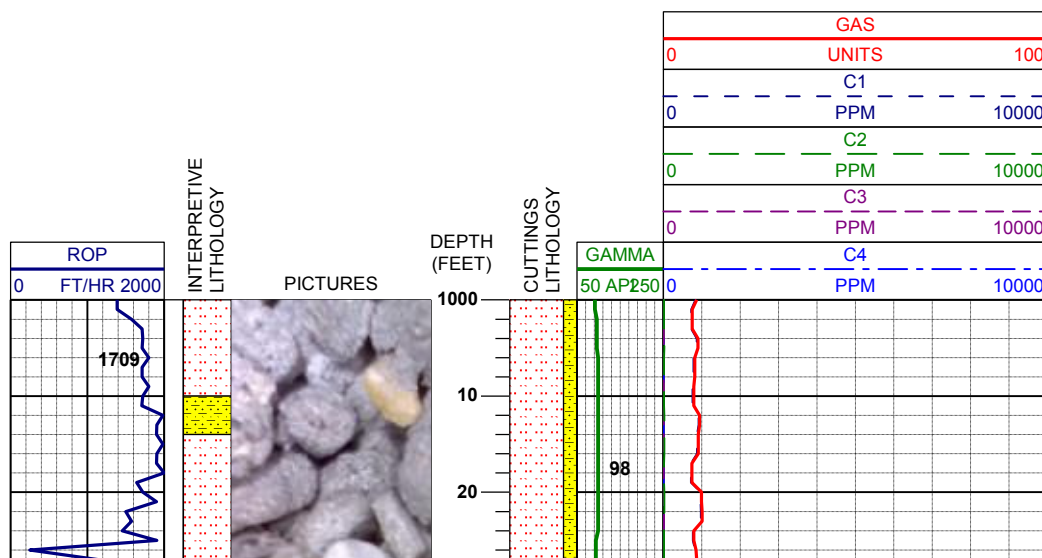 GAS
0 UNITS 100
C1
0 PPM 10000
C2
0 PPM 10000
C3
0 PPM 10000
C4
0 PPM 10000
ROP
0 FT/HR 2000
INTERPRETIVE
LITHOLOGY
PICTURES
DEPTH
(FEET)
CUTTINGS
LITHOLOGY
GAMMA
50 API 250
1000
1709
10
98
20